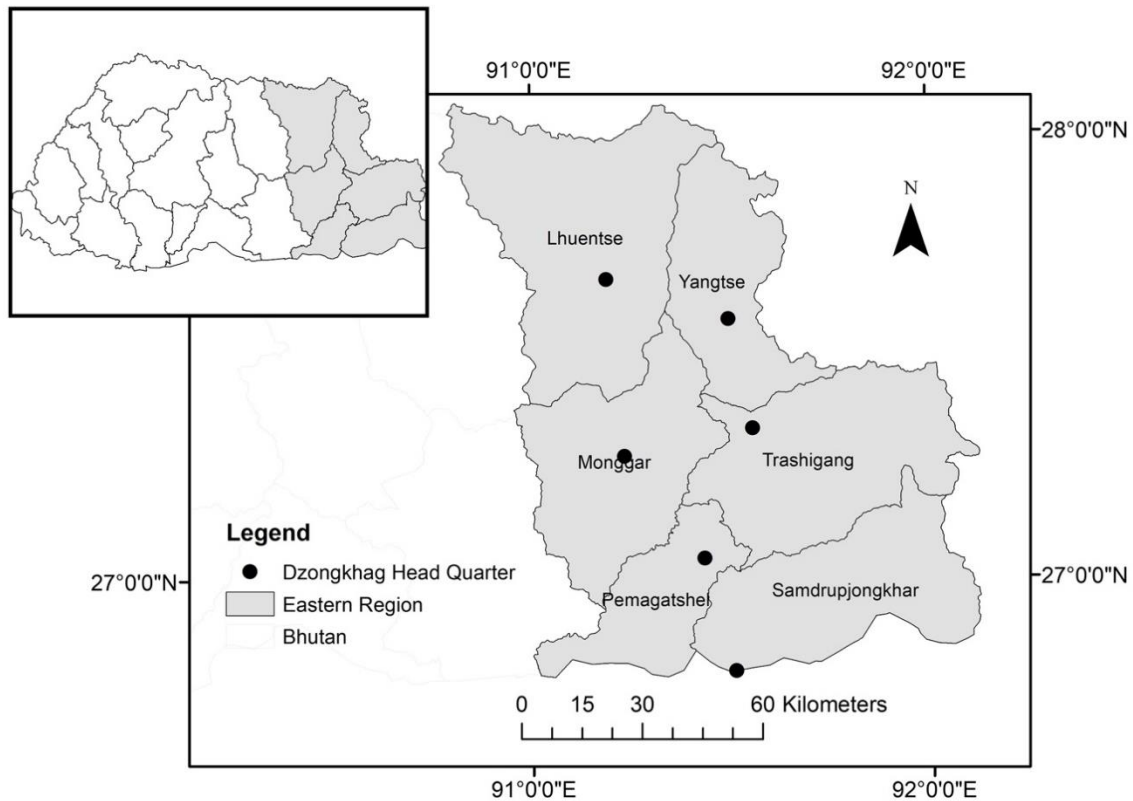 91°0'0"E
92°0'0"E
28°0'0"N
N
Lhuentse
Yangtse
Monggar
Trashigang
Legend
Dzongkhag Head Quarter
27°0'0"N
27°0'0"N
Eastern Region
Pemagatshel
Samdrupjongkhar
Bhutan
0 15 30 60 Kilometers
91°0'0"E
92°0'0"E